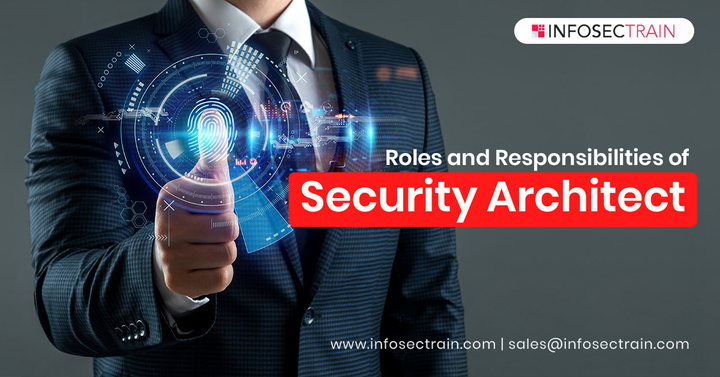 INFOSECTRAIN
Roles and Responsibilities of
Security Architect
www.infosectrain.com | sales@infosectrain.com